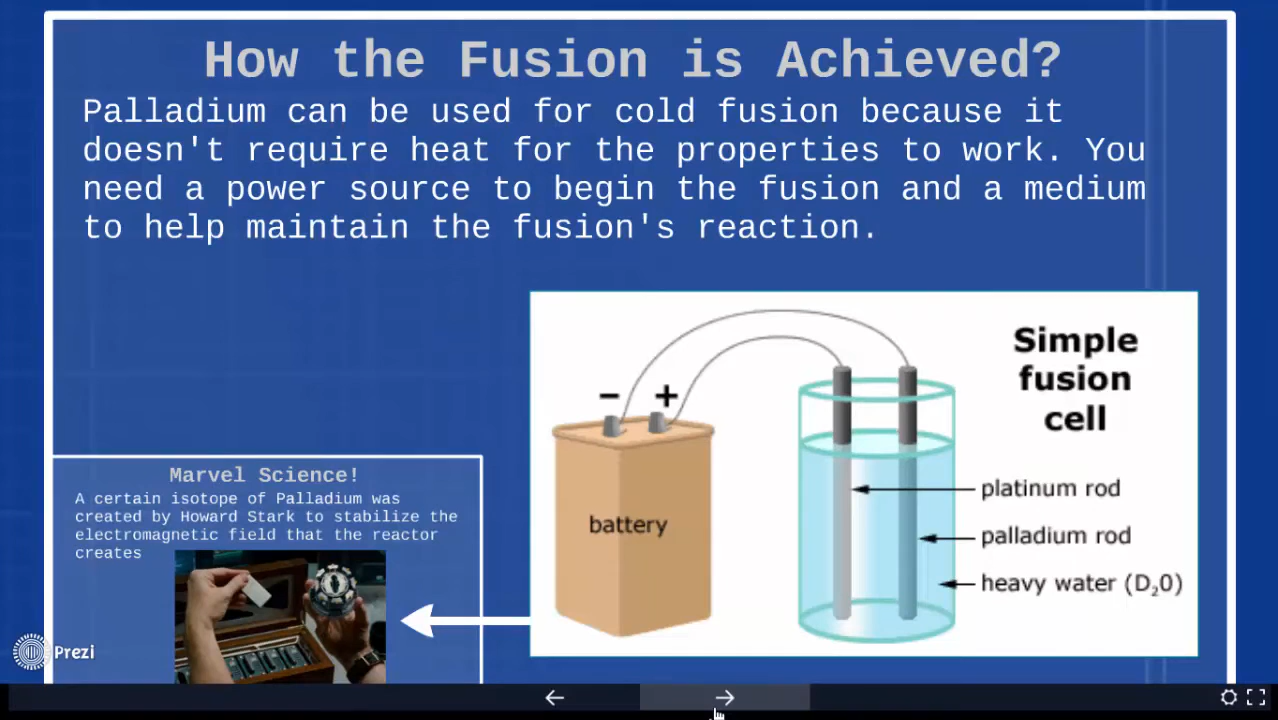 How the Fusion is Achieved?
Palladium can be used for cold fusion because it
doesn't require heat for the properties to work. You
need a power source to begin the fusion and a medium
to help maintain the fusion's reaction.
Simple
fusion
cell
- +
battery
platinum rod
palladium rod
heavy water (D₂0)
Marvel Science!
A certain isotope of Palladium was
created by Howard Stark to stabilize the
electromagnetic field that the reactor
creates
Prezi